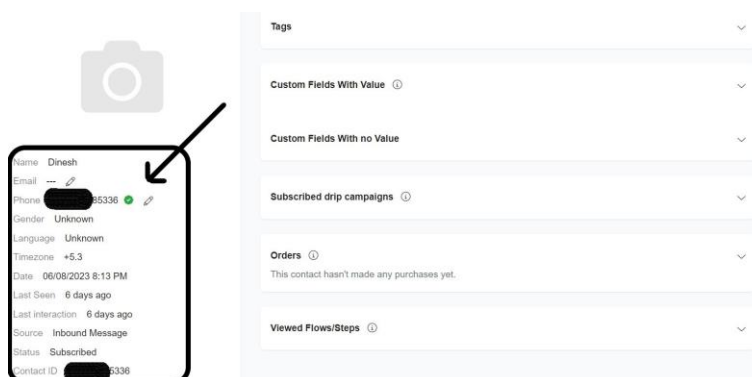 Name Dinesh
Email ---
Phone 85336
Gender Unknown
Language Unknown
Timezone +5.3
Date 06/08/2023 8:13 PM
Last Seen 6 days ago
Last interaction 6 days ago
Source Inbound Message
Status Subscribed
Contact ID 5336
Tags
Custom Fields With Value
Custom Fields With no Value
Subscribed drip campaigns
Orders
This contact hasn't made any purchases yet.
Viewed Flows/Steps